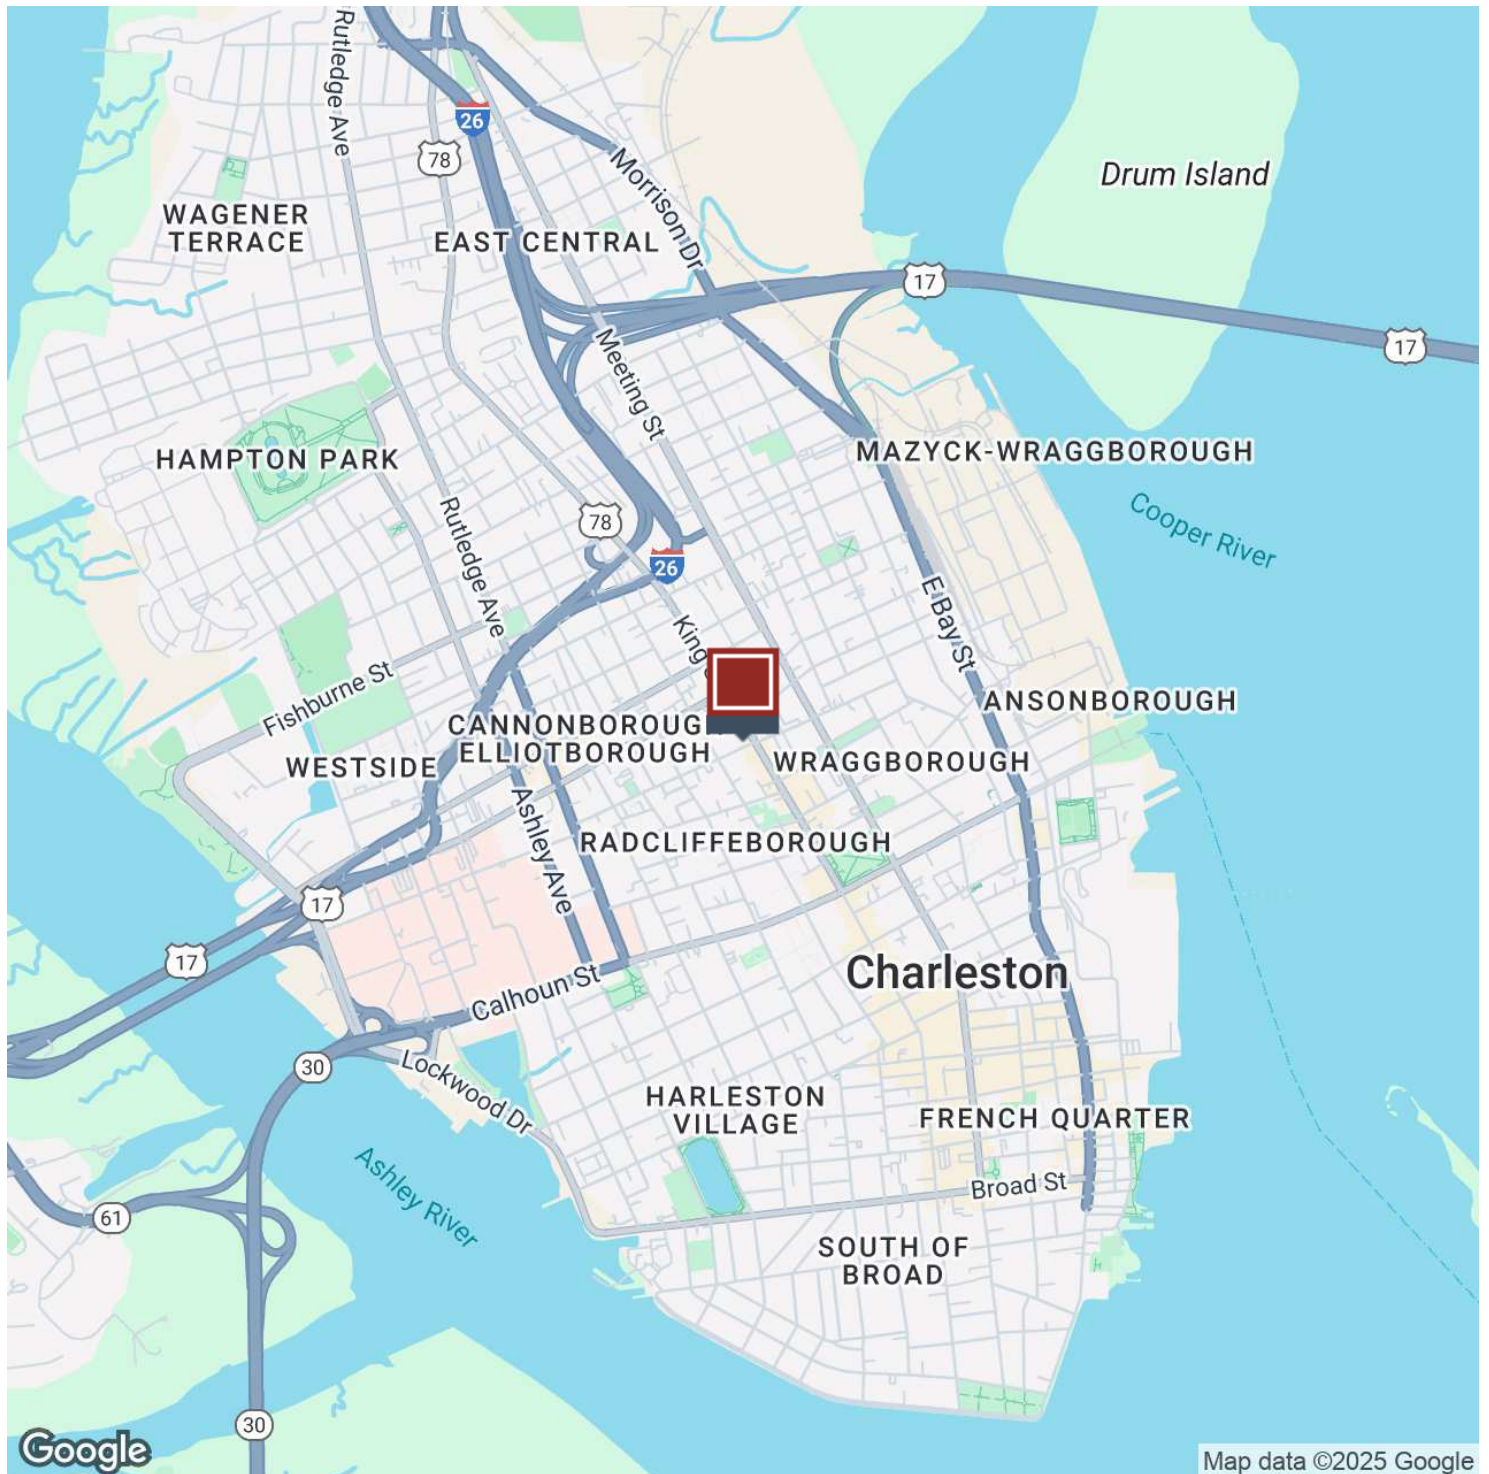 Rutledge Ave
26
78
Morrison Dr
Drum Island
WAGENER
TERRACE
EAST CENTRAL
17
17
Meeting St
HAMPTON PARK
MAZYCK-WRAGGBOROUGH
Cooper River
Rutledge Ave
78
26
E Bay St
King
Fishburne St
ANSONBOROUGH
CANNONBOROUG
ELLIOTBOROUGH
WESTSIDE
WRAGGBOROUGH
Ashley Ave
RADCLIFFEBOROUGH
17
17
Charleston
Calhoun St
30
Lockwood Dr
HARLESTON
VILLAGE
FRENCH QUARTER
Ashley River
Broad St
61
SOUTH OF
BROAD
30
Google
Map data ©2025 Google